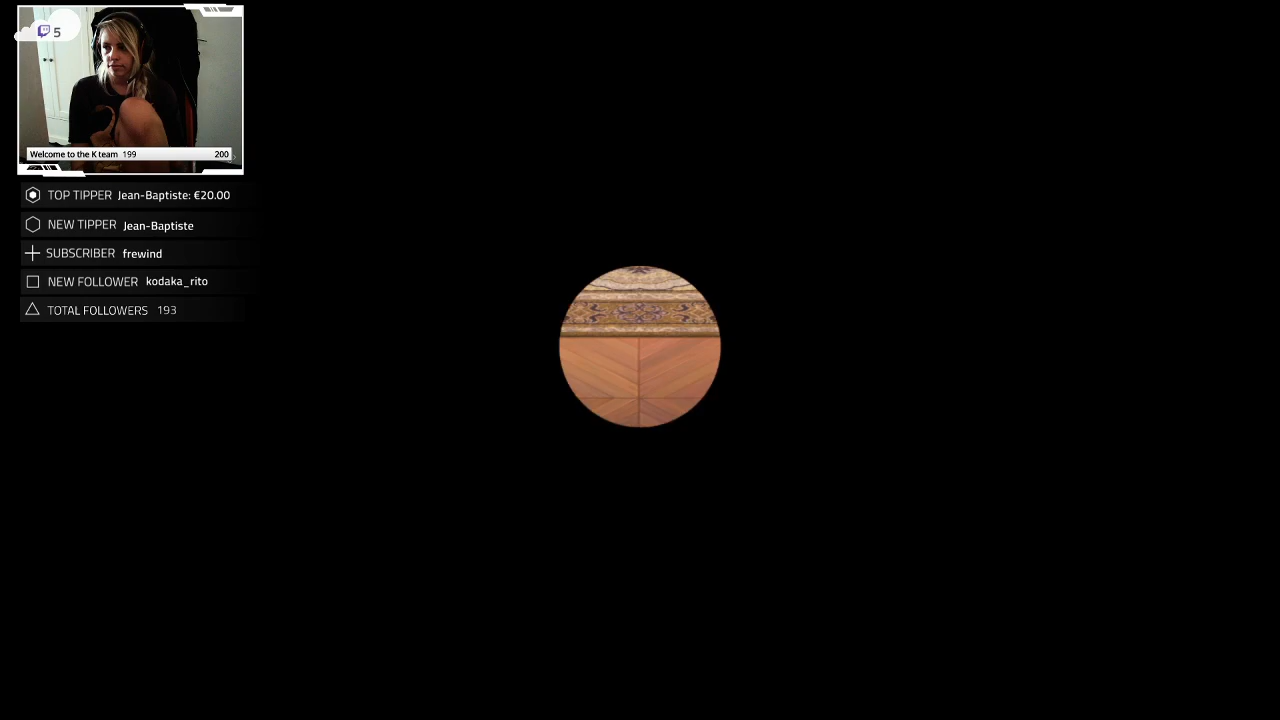 5
Welcome to the K team 199 200
TOP TIPPER Jean-Baptiste: €20.00
NEW TIPPER Jean-Baptiste
SUBSCRIBER frewind
NEW FOLLOWER kodaka_rito
TOTAL FOLLOWERS 193